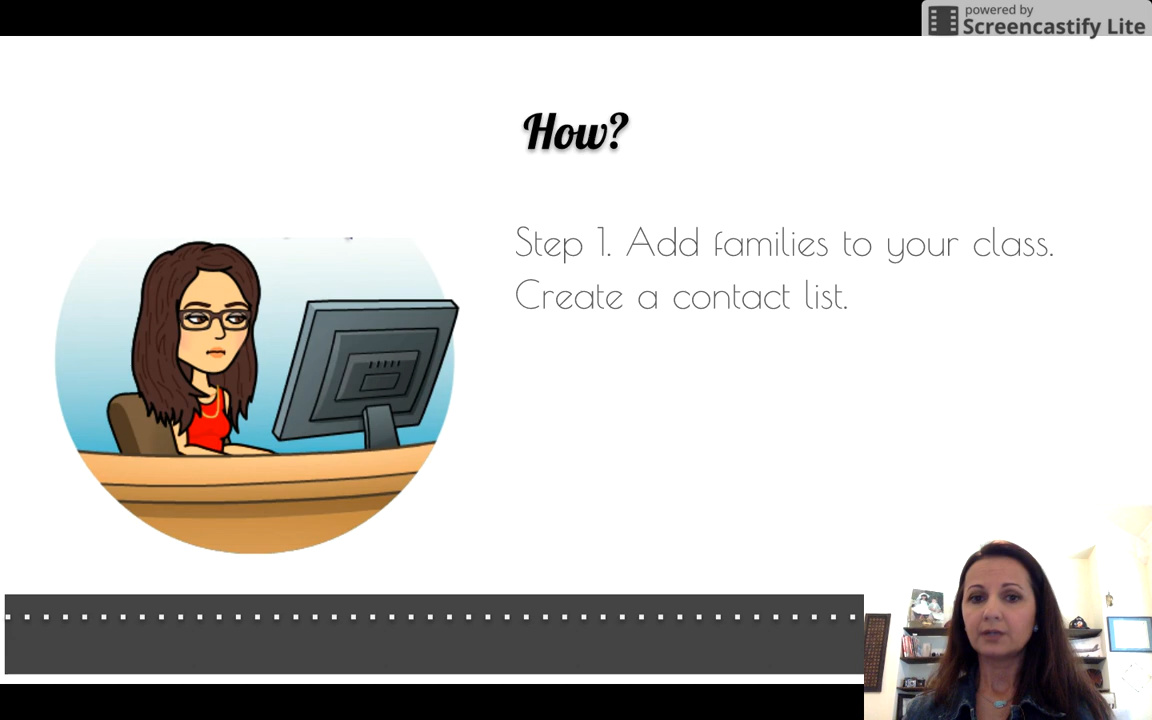 powered by
Screencastify Lite
How?
Step 1. Add families to your class.
Create a contact list.